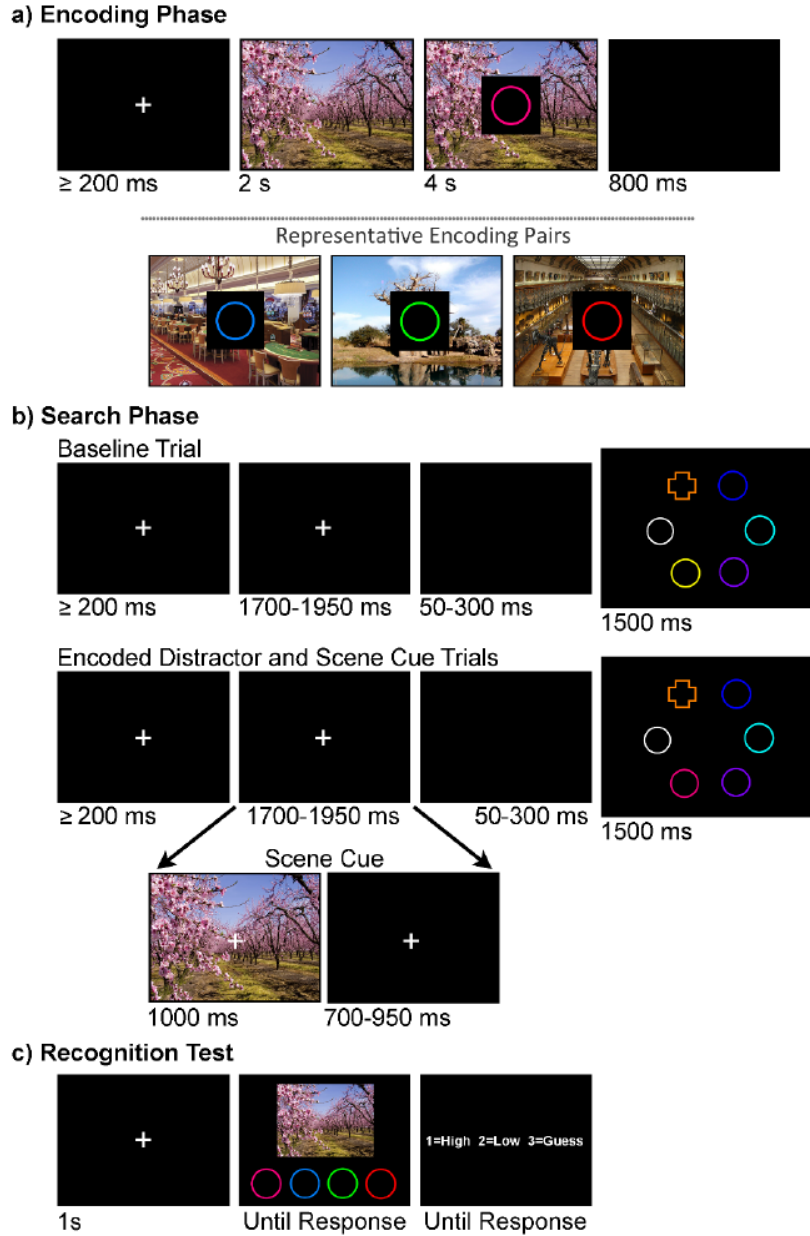 a) Encoding Phase
≥ 200 ms
2 s
4 s
800 ms
Representative Encoding Pairs
b) Search Phase
Baseline Trial
≥ 200 ms
1700-1950 ms
50-300 ms
1500 ms
Encoded Distractor and Scene Cue Trials
≥ 200 ms
1700-1950 ms
50-300 ms
1500 ms
Scene Cue
1000 ms
700-950 ms
c) Recognition Test
1=High 2=Low 3=Guess
1s
Until Response
Until Response